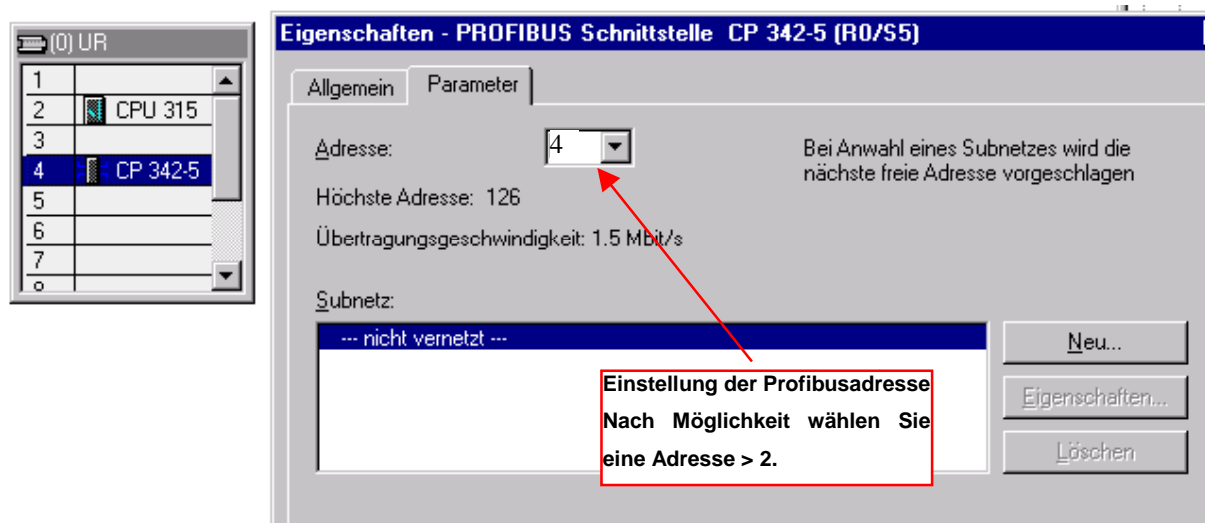 (0) UR
1
2 CPU 315
3
4 CP 342-5
5
6
7
Eigenschaften - PROFIBUS Schnittstelle CP 342-5 (R0/S5)
Allgemein Parameter
Adresse: 4
Bei Anwahl eines Subnetzes wird die
nächste freie Adresse vorgeschlagen
Höchste Adresse: 126
Übertragungsgeschwindigkeit: 1.5 Mbit/s
Subnetz:
--- nicht vernetzt ---
Neu...
Eigenschaften...
Löschen
Einstellung der Profibusadresse
Nach Möglichkeit wählen Sie
eine Adresse > 2.